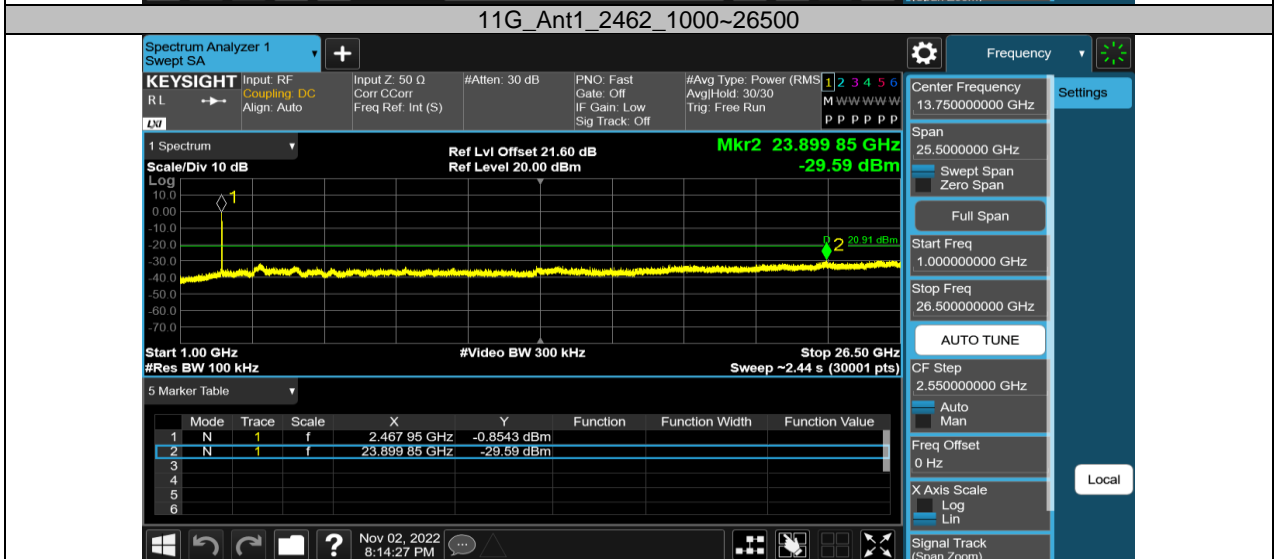 11G_Ant1_2462_1000~26500
Spectrum Analyzer 1
Swept SA
Frequency
KEYSIGHT
R L
LXI
Input: RF
Coupling: DC
Align: Auto
Input Z: 50 Ω
Corr CCorr
Freq Ref: Int (S)
#Atten: 30 dB
PNO: Fast
Gate: Off
IF Gain: Low
Sig Track: Off
#Avg Type: Power (RMS
Avg|Hold: 30/30
Trig: Free Run
1 2 3 4 5 6
M W W W W W
P P P P P P
1 Spectrum
Scale/Div 10 dB
Ref Lvl Offset 21.60 dB
Ref Level 20.00 dBm
Mkr2 23.899 85 GHz
-29.59 dBm
Log
10.0
0.00
-10.0
-20.0
-30.0
-40.0
-50.0
-60.0
-70.0
1
2
20.91 dBm
Start 1.00 GHz
#Res BW 100 kHz
#Video BW 300 kHz
Stop 26.50 GHz
Sweep ~2.44 s (30001 pts)
5 Marker Table
Mode Trace Scale X Y Function Function Width Function Value
1 N 1 f 2.467 95 GHz -0.8543 dBm
2 N 1 f 23.899 85 GHz -29.59 dBm
3
4
5
6
Nov 02, 2022
8:14:27 PM
Center Frequency
13.750000000 GHz
Span
25.5000000 GHz
Swept Span
Zero Span
Full Span
Start Freq
1.000000000 GHz
Stop Freq
26.500000000 GHz
AUTO TUNE
CF Step
2.550000000 GHz
Auto
Man
Freq Offset
0 Hz
X Axis Scale
Log
Lin
Signal Track
(Span Zoom)
Settings
Local